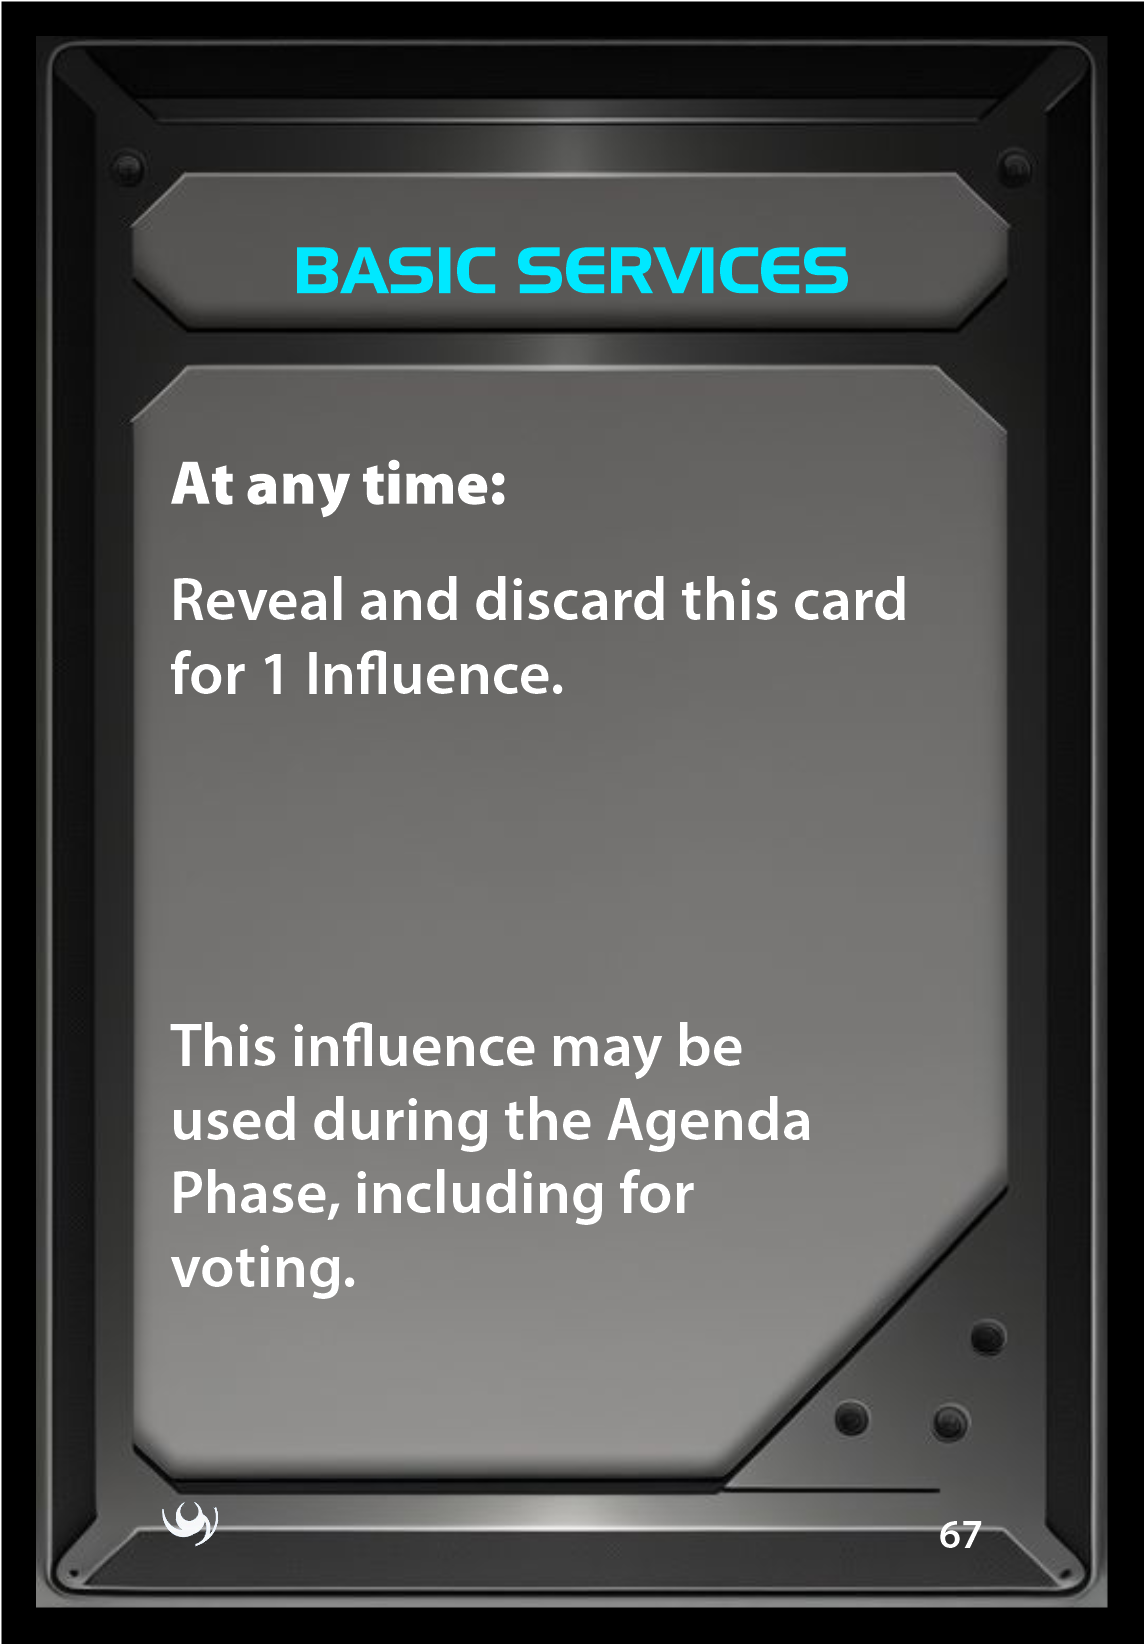 BASIC SERVICES
At any time:
Reveal and discard this card
for 1 Influence.
This influence may be
used during the Agenda
Phase, including for
voting.
67